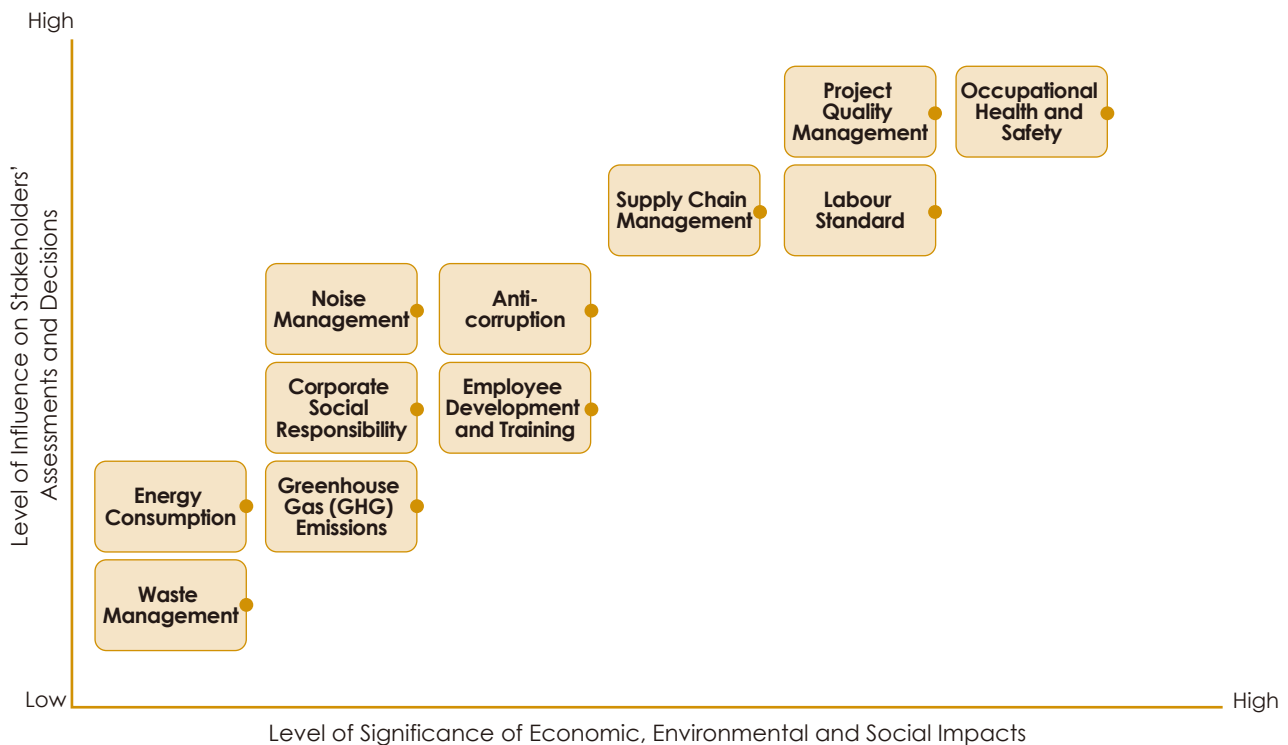 High
Project
Quality
Management
Occupational
Health and
Safety
Supply Chain
Management
Labour
Standard
Noise
Management
Anti-
corruption
Corporate
Social
Responsibility
Employee
Development
and Training
Energy
Consumption
Greenhouse
Gas (GHG)
Emissions
Waste
Management
Level of Influence on Stakeholders'
Assessments and Decisions
Low
High
Level of Significance of Economic, Environmental and Social Impacts